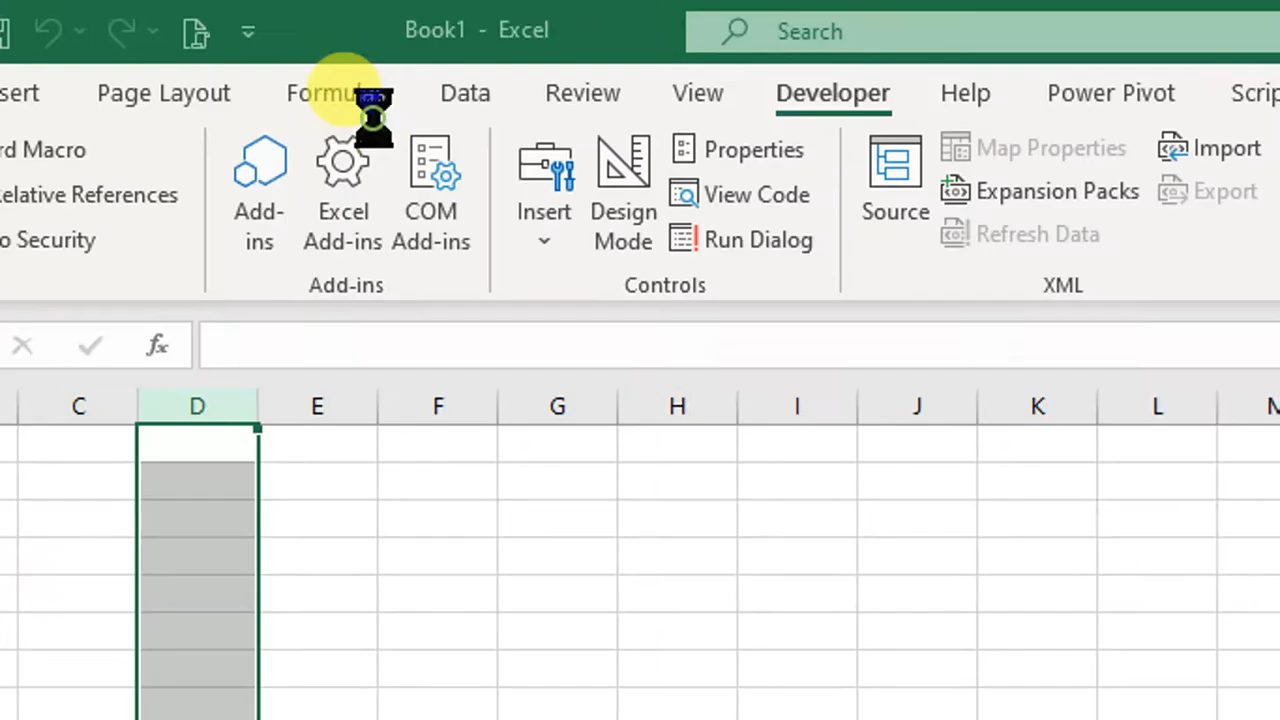 Book1 - Excel
Search
sert Page Layout Data Review View Developer Help Power Pivot Scrip
rd Macro
elative References
o Security
Add-
ins
Excel
Add-ins
COM
Add-ins
Add-ins
Insert
Design
Mode
Properties
View Code
Run Dialog
Controls
Source
Map Properties
Expansion Packs
Refresh Data
Import
Export
XML
fx
C D E F G H I J K L